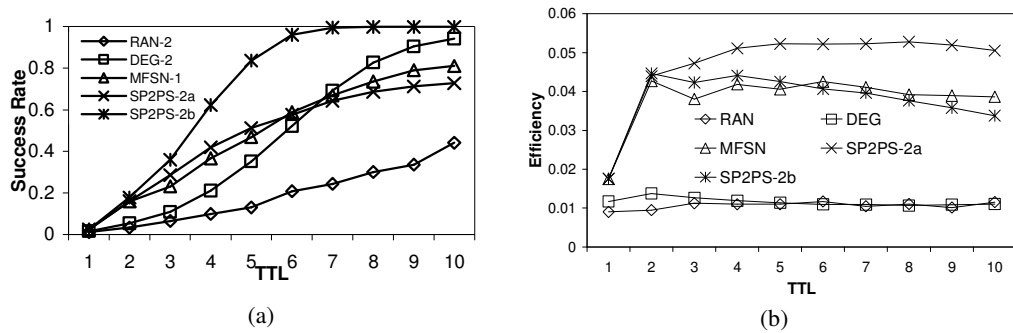 Success Rate
1
0.8
0.6
0.4
0.2
0
RAN-2
DEG-2
MFSN-1
SP2PS-2a
SP2PS-2b
1 2 3 4 5 6 7 8 9 10
TTL
(a)
Efficiency
0.06
0.05
0.04
0.03
0.02
0.01
0
RAN DEG
MFSN SP2PS-2a
SP2PS-2b
1 2 3 4 5 6 7 8 9 10
TTL
(b)